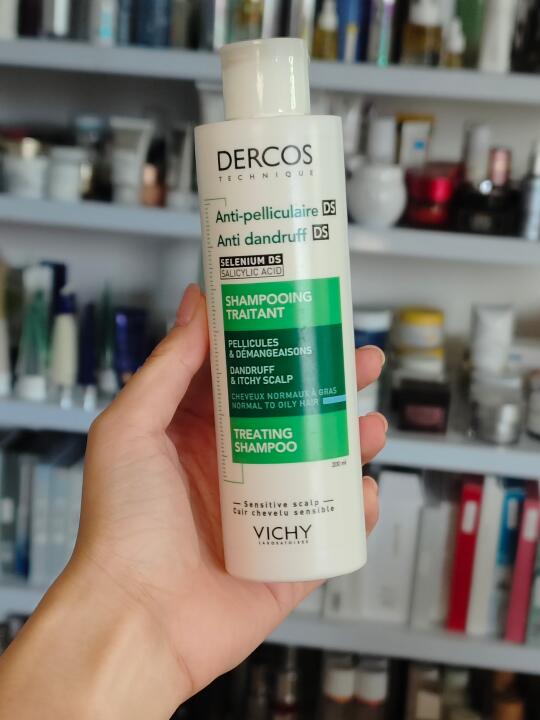 DERCOS
TECHNIQUE
Anti-pelliculaire DS
Anti dandruff DS
SELENIUM DS
SALICYLIC ACID
SHAMPOOING
TRAITANT
PELLICULES
& DÉMANGEAISONS
DANDRUFF
& ITCHY SCALP
CHEVEUX NORMAUX À GRAS
NORMAL TO OILY HAIR
TREATING
SHAMPOO
200 ml
Sensitive scalp
Cuir chevelu sensible
VICHY
LABORATOIRES